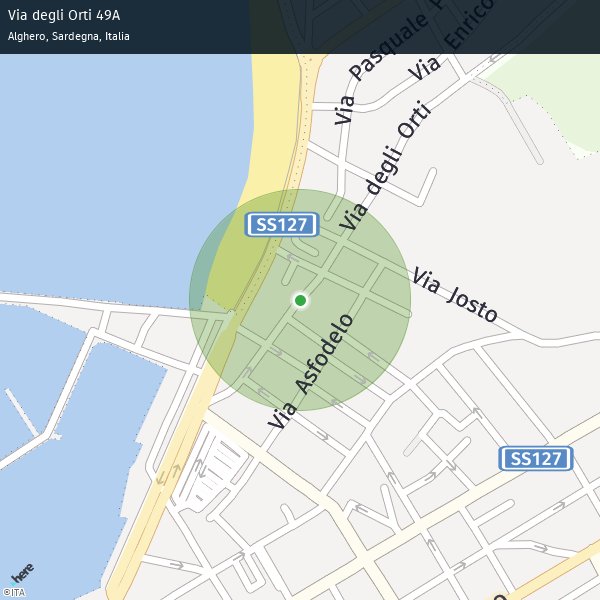 Via degli Orti 49A
Alghero, Sardegna, Italia
Via Pasquale
Via Enrico
Via degli Orti
SS127
Via Josto
Via Asfodelo
SS127
here
©ITA